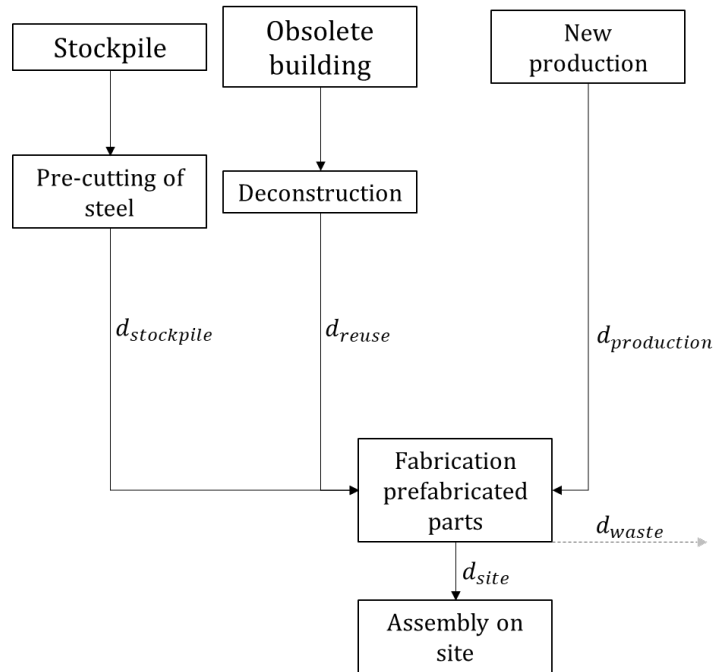 Stockpile
Obsolete
building
New
production
Pre-cutting of
steel
Deconstruction
d_stockpile
d_reuse
d_production
Fabrication
prefabricated
parts
d_waste
d_site
Assembly on
site